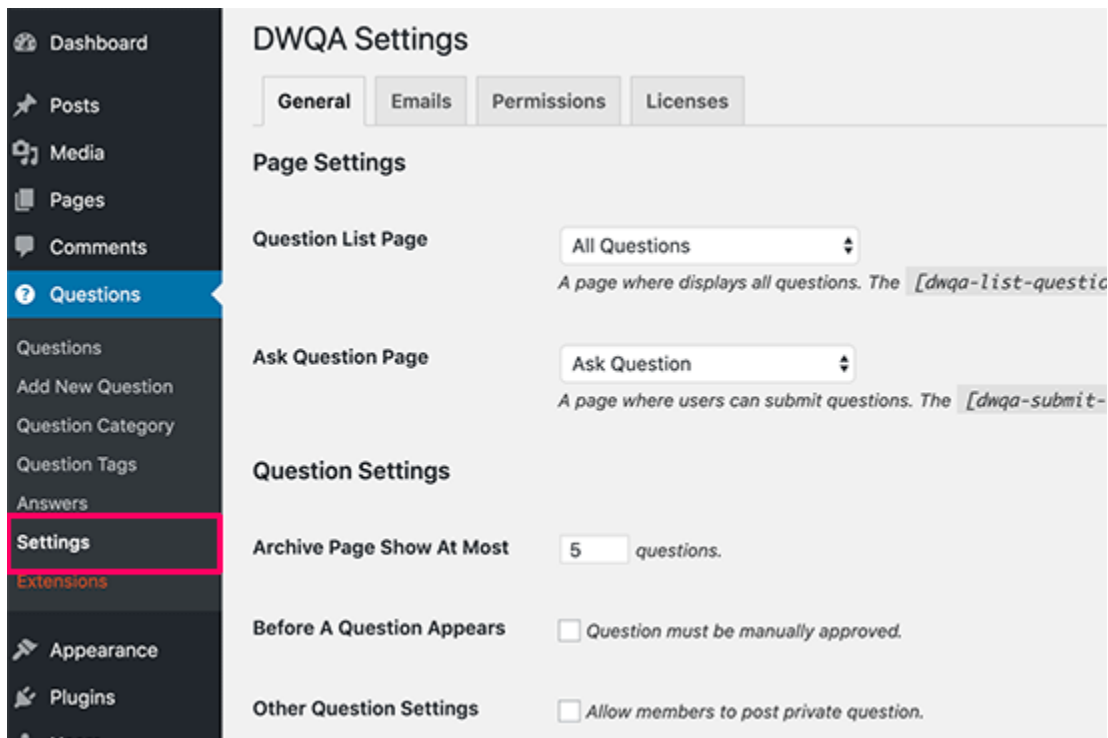 Dashboard
Posts
Media
Pages
Comments
Questions
Questions
Add New Question
Question Category
Question Tags
Answers
Settings
Extensions
Appearance
Plugins
DWQA Settings
General Emails Permissions Licenses
Page Settings
Question List Page All Questions
A page where displays all questions. The [dwqa-list-questio
Ask Question Page Ask Question
A page where users can submit questions. The [dwqa-submit-
Question Settings
Archive Page Show At Most 5 questions.
Before A Question Appears Question must be manually approved.
Other Question Settings Allow members to post private question.